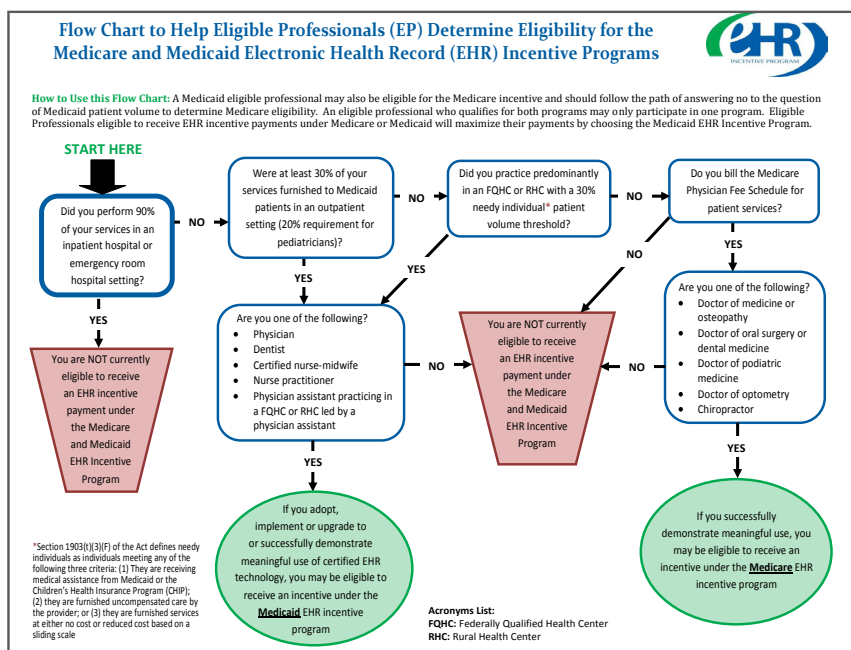 Flow Chart to Help Eligible Professionals (EP) Determine Eligibility for the
Medicare and Medicaid Electronic Health Record (EHR) Incentive Programs
eHR
INCENTIVE PROGRAM
How to Use this Flow Chart: A Medicaid eligible professional may also be eligible for the Medicare incentive and should follow the path of answering no to the question
of Medicaid patient volume to determine Medicare eligibility. An eligible professional who qualifies for both programs may only participate in one program. Eligible
Professionals eligible to receive EHR incentive payments under Medicare or Medicaid will maximize their payments by choosing the Medicaid EHR Incentive Program.
START HERE
Did you perform 90%
of your services in an
inpatient hospital or
emergency room
hospital setting?
NO
Were at least 30% of your
services furnished to Medicaid
patients in an outpatient
setting (20% requirement for
pediatricians)?
NO
Did you practice predominantly
in an FQHC or RHC with a 30%
needy individual* patient
volume threshold?
NO
Do you bill the Medicare
Physician Fee Schedule for
patient services?
YES
YES
YES
NO
YES
You are NOT currently
eligible to receive
an EHR incentive
payment under
the Medicare
and Medicaid
EHR Incentive
Program
Are you one of the following?
• Physician
• Dentist
• Certified nurse-midwife
• Nurse practitioner
• Physician assistant practicing in
a FQHC or RHC led by a
physician assistant
NO
You are NOT currently
eligible to receive
an EHR incentive
payment under
the Medicare
and Medicaid
EHR Incentive
Program
NO
Are you one of the following?
• Doctor of medicine or
osteopathy
• Doctor of oral surgery or
dental medicine
• Doctor of podiatric
medicine
• Doctor of optometry
• Chiropractor
YES
YES
If you adopt,
implement or upgrade to
or successfully demonstrate
meaningful use of certified EHR
technology, you may be eligible to
receive an incentive under the
Medicaid EHR incentive
program
If you successfully
demonstrate meaningful use, you
may be eligible to receive an
incentive under the Medicare EHR
incentive program
*Section 1903(t)(3)(F) of the Act defines needy
individuals as individuals meeting any of the
following three criteria: (1) They are receiving
medical assistance from Medicaid or the
Children's Health Insurance Program (CHIP);
(2) they are furnished uncompensated care by
the provider; or (3) they are furnished services
at either no cost or reduced cost based on a
sliding scale
Acronyms List:
FQHC: Federally Qualified Health Center
RHC: Rural Health Center